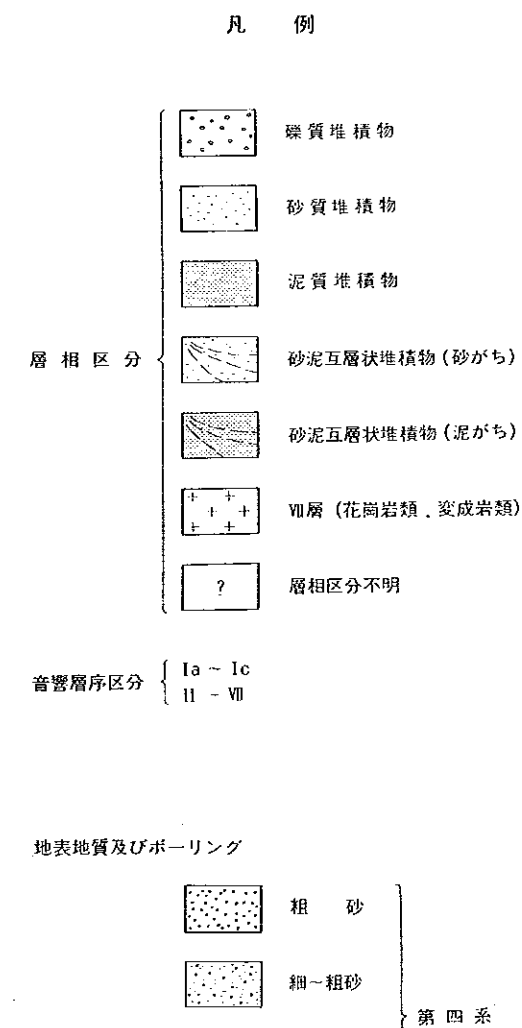 凡 例
礫質堆積物
砂質堆積物
泥質堆積物
層相区分
砂泥互層状堆積物(砂がち)
砂泥互層状堆積物(泥がち)
Ⅶ層(花崗岩類、変成岩類)
?
層相区分不明
音響層序区分
Ia ~ Ic
II - Ⅶ
地表地質及びボーリング
粗 砂
細~粗砂
第四系